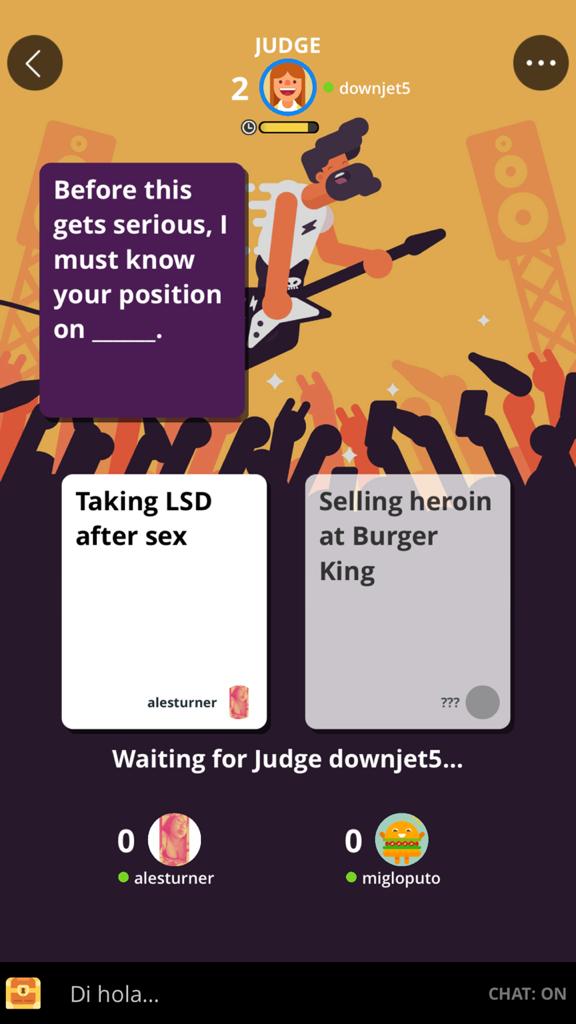 JUDGE
2
downjet5
Before this
gets serious, I
must know
your position
on ______.
Taking LSD
after sex
alesturner
Selling heroin
at Burger
King
???
Waiting for Judge downjet5...
0
alesturner
0
migloputo
Di hola...
CHAT: ON